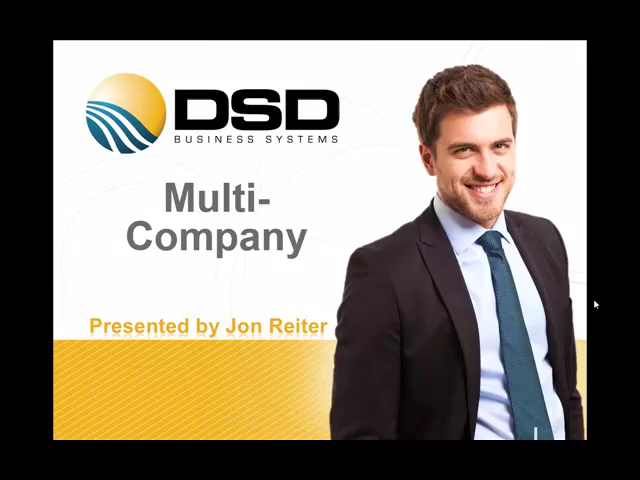 DSD
BUSINESS SYSTEMS
Multi-
Company
Presented by Jon Reiter